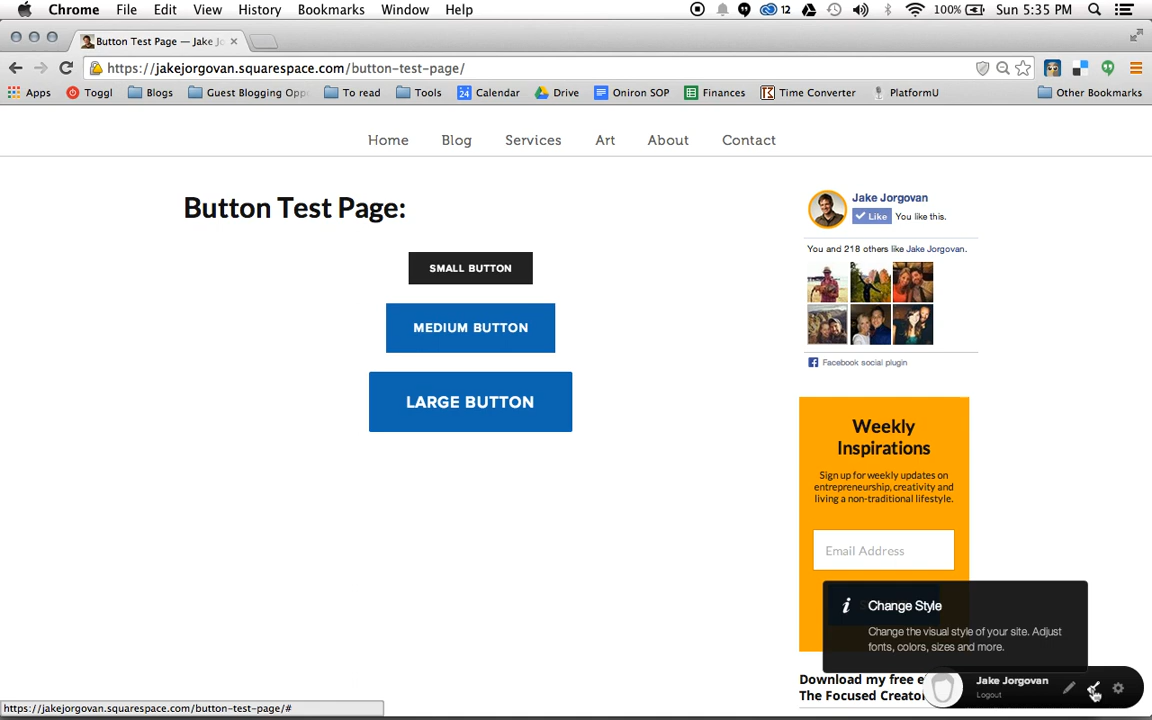 Chrome File Edit View History Bookmarks Window Help 12 100% Sun 5:35 PM
Button Test Page — Jake Jo
https://jakejorgovan.squarespace.com/button-test-page/
Apps Toggl Blogs Guest Blogging Opp To read Tools 24 Calendar Drive Oniron SOP Finances Time Converter PlatformU Other Bookmarks
Home Blog Services Art About Contact
Button Test Page:
SMALL BUTTON
MEDIUM BUTTON
LARGE BUTTON
Jake Jorgovan
Like You like this.
You and 218 others like Jake Jorgovan.
Facebook social plugin
Weekly
Inspirations
Sign up for weekly updates on
entrepreneurship, creativity and
living a non-traditional lifestyle.
Email Address
i Change Style
Change the visual style of your site. Adjust
fonts, colors, sizes and more.
Download my free e
The Focused Creato
Jake Jorgovan
Logout
https://jakejorgovan.squarespace.com/button-test-page/#